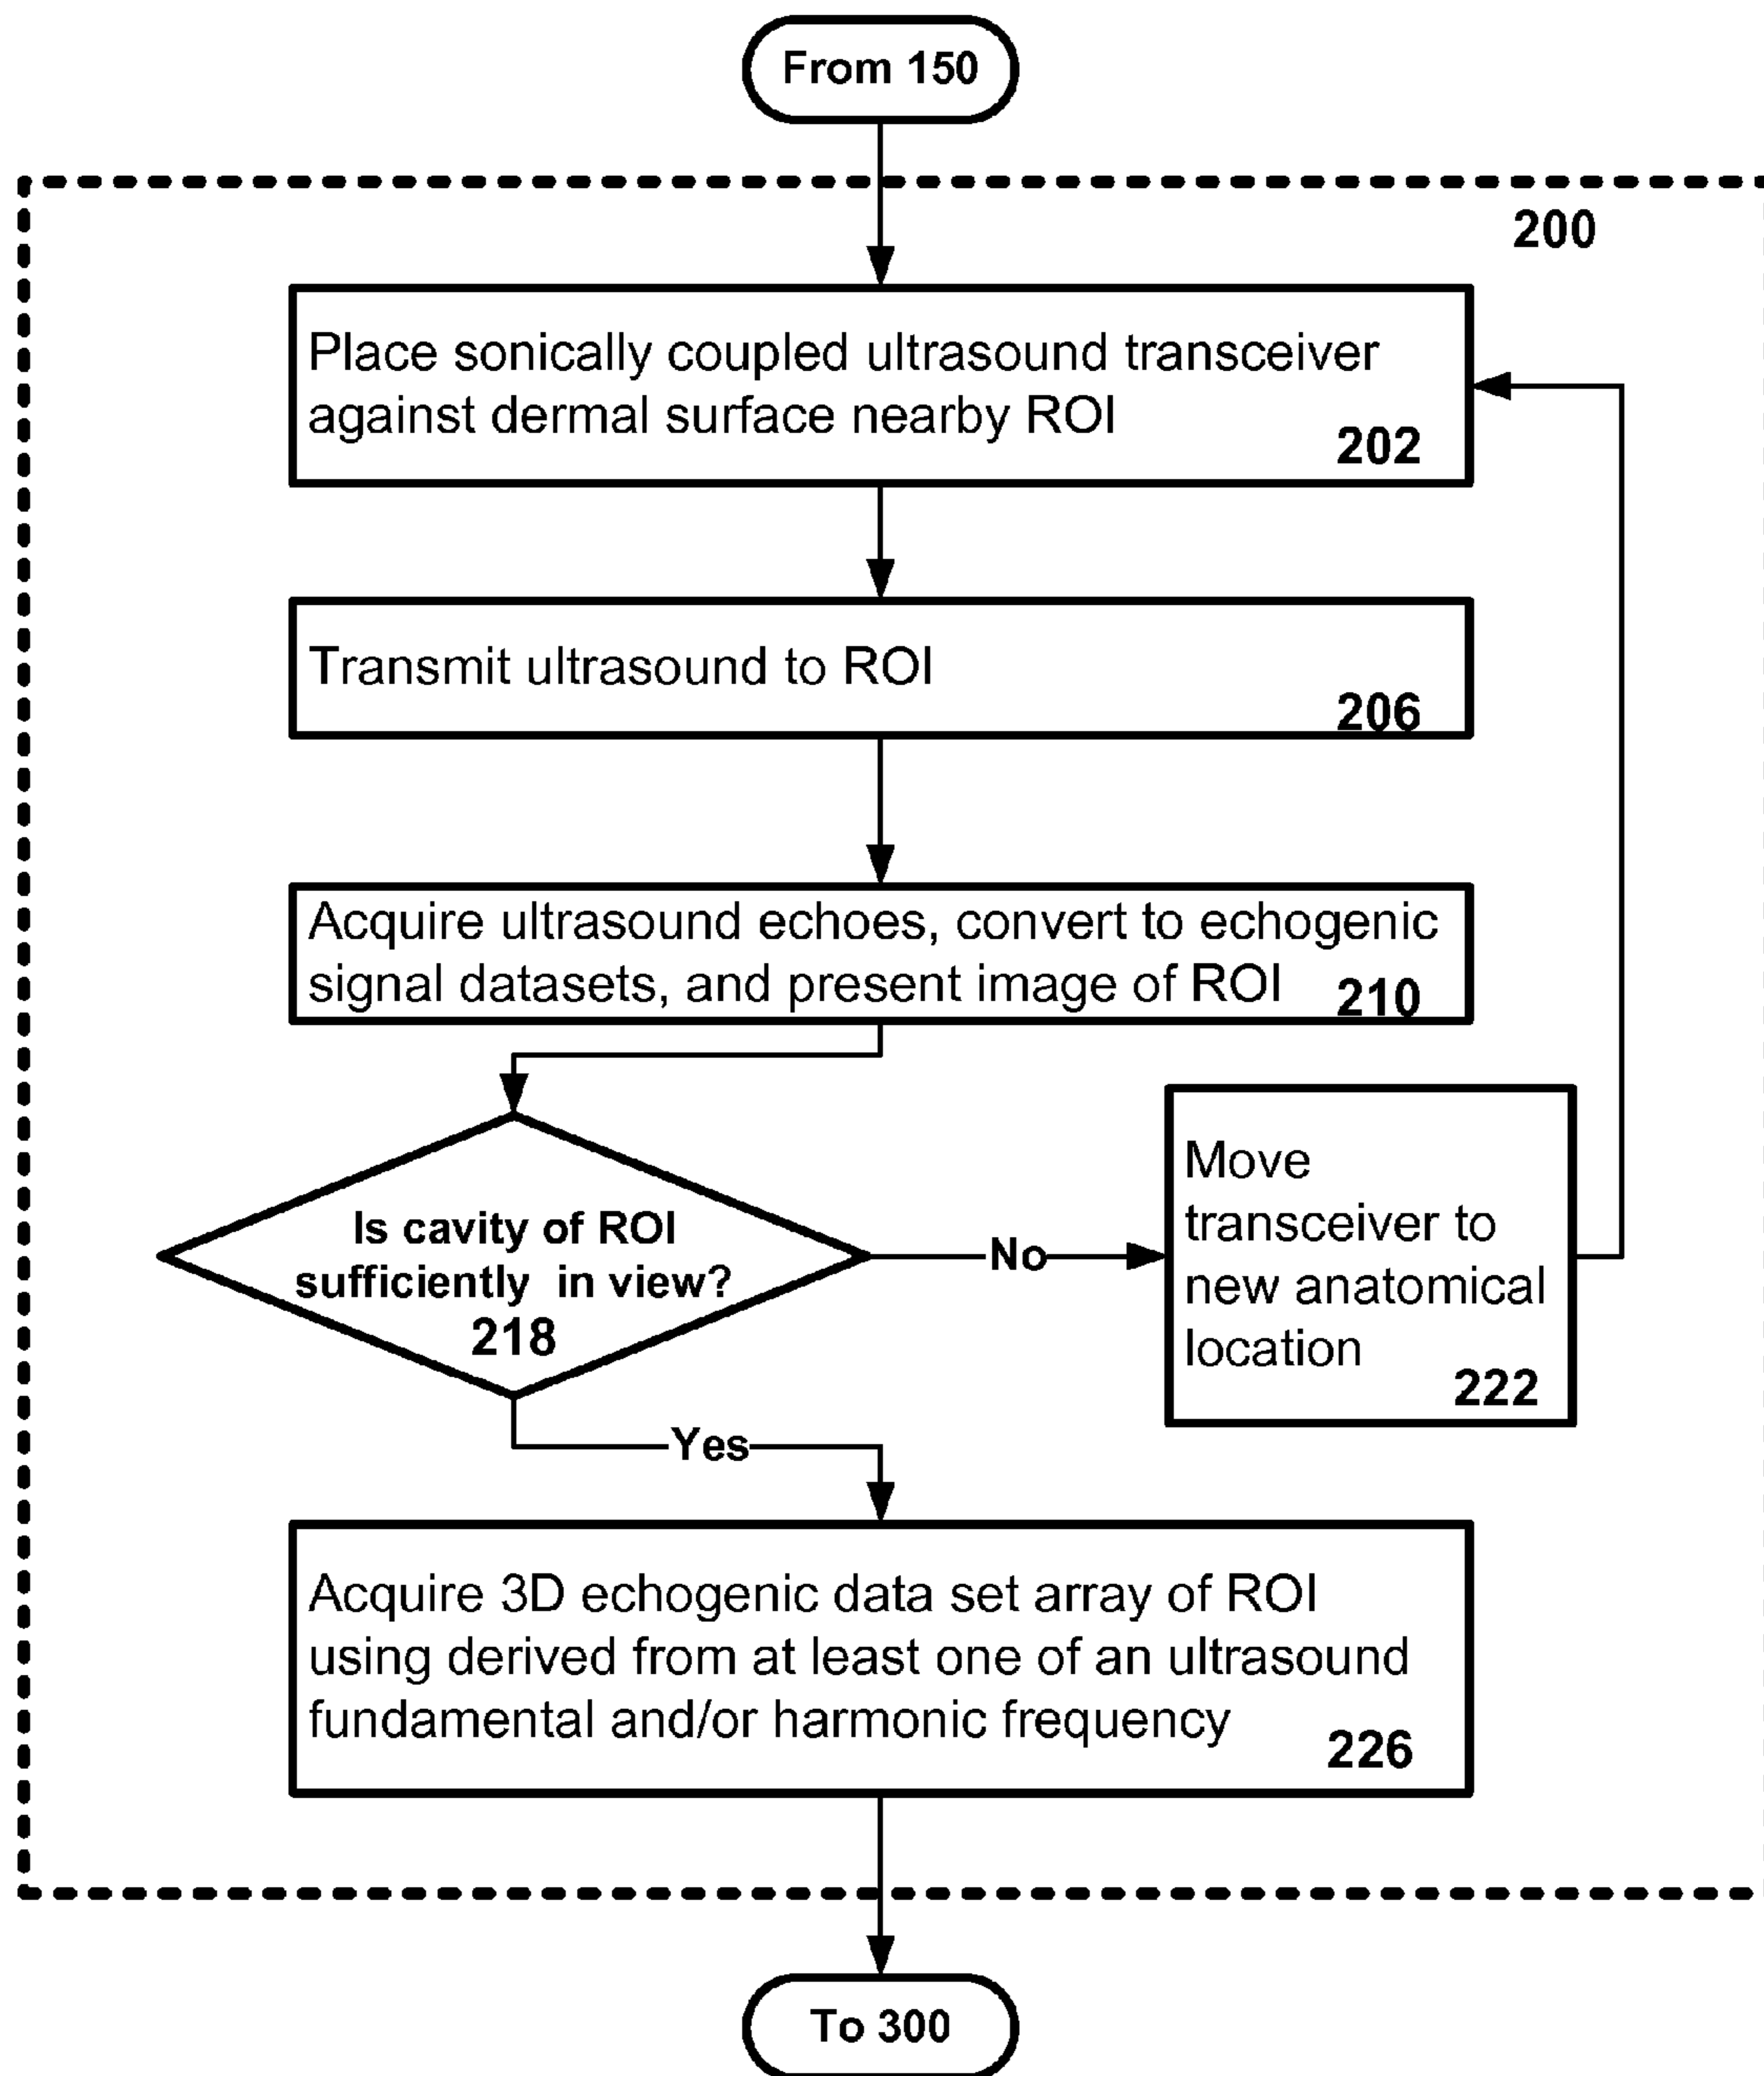 From 150
200
Place sonically coupled ultrasound transceiver
against dermal surface nearby ROI
202
Transmit ultrasound to ROI
206
Acquire ultrasound echoes, convert to echogenic
signal datasets, and present image of ROI
210
Is cavity of ROI
sufficiently in view?
218
No
Move
transceiver to
new anatomical
location
222
Yes
Acquire 3D echogenic data set array of ROI
using derived from at least one of an ultrasound
fundamental and/or harmonic frequency
226
To 300